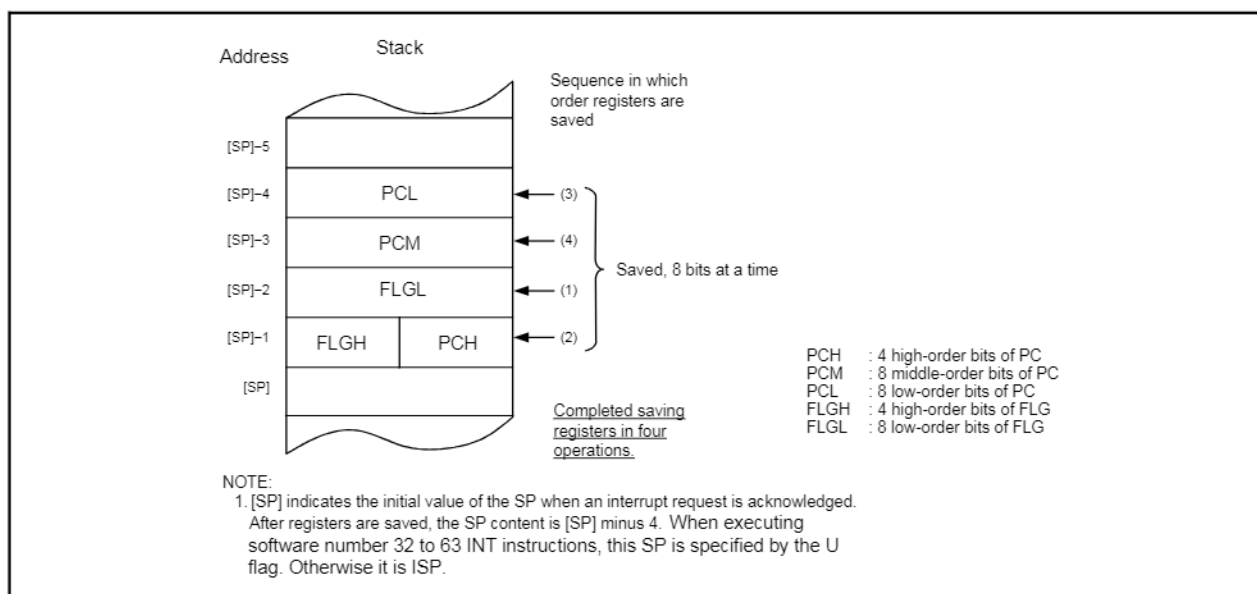 Address
Stack
Sequence in which
order registers are
saved
[SP]–5
[SP]–4
PCL
(3)
[SP]–3
PCM
(4)
Saved, 8 bits at a time
[SP]–2
FLGL
(1)
[SP]–1
FLGH
PCH
(2)
[SP]
PCH : 4 high-order bits of PC
PCM : 8 middle-order bits of PC
PCL : 8 low-order bits of PC
FLGH : 4 high-order bits of FLG
FLGL : 8 low-order bits of FLG
Completed saving
registers in four
operations.
NOTE:
1. [SP] indicates the initial value of the SP when an interrupt request is acknowledged.
After registers are saved, the SP content is [SP] minus 4. When executing
software number 32 to 63 INT instructions, this SP is specified by the U
flag. Otherwise it is ISP.